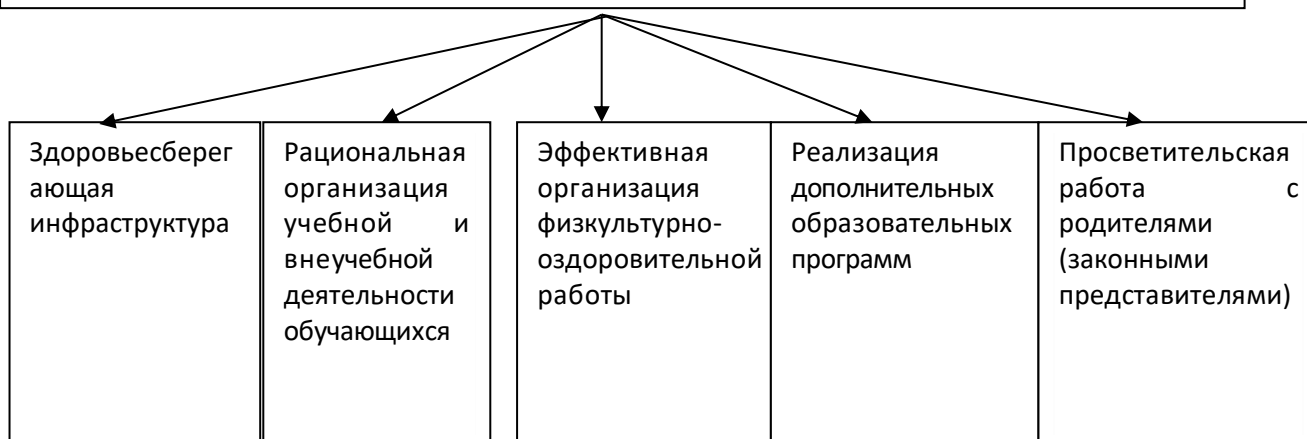 Здоровьесберег
ающая
инфраструктура
Рациональная
организация
учебной и
внеучебной
деятельности
обучающихся
Эффективная
организация
физкультурно-
оздоровительной
работы
Реализация
дополнительных
образовательных
программ
Просветительская
работа с
родителями
(законными
представителями)